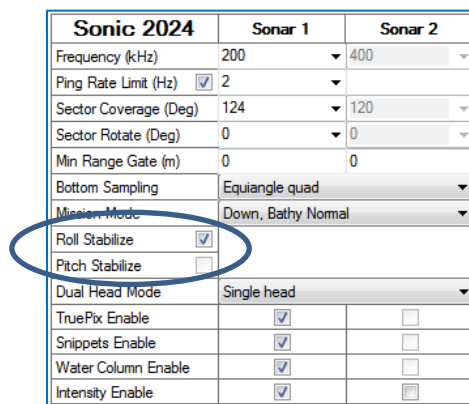 Sonic 2024 Sonar 1 Sonar 2
Frequency (kHz) 200 400
Ping Rate Limit (Hz) 2
Sector Coverage (Deg) 124 120
Sector Rotate (Deg) 0 0
Min Range Gate (m) 0 0
Bottom Sampling Equiangle quad
Mission Mode Down, Bathy Normal
Roll Stabilize
Pitch Stabilize
Dual Head Mode Single head
TruePix Enable
Snippets Enable
Water Column Enable
Intensity Enable